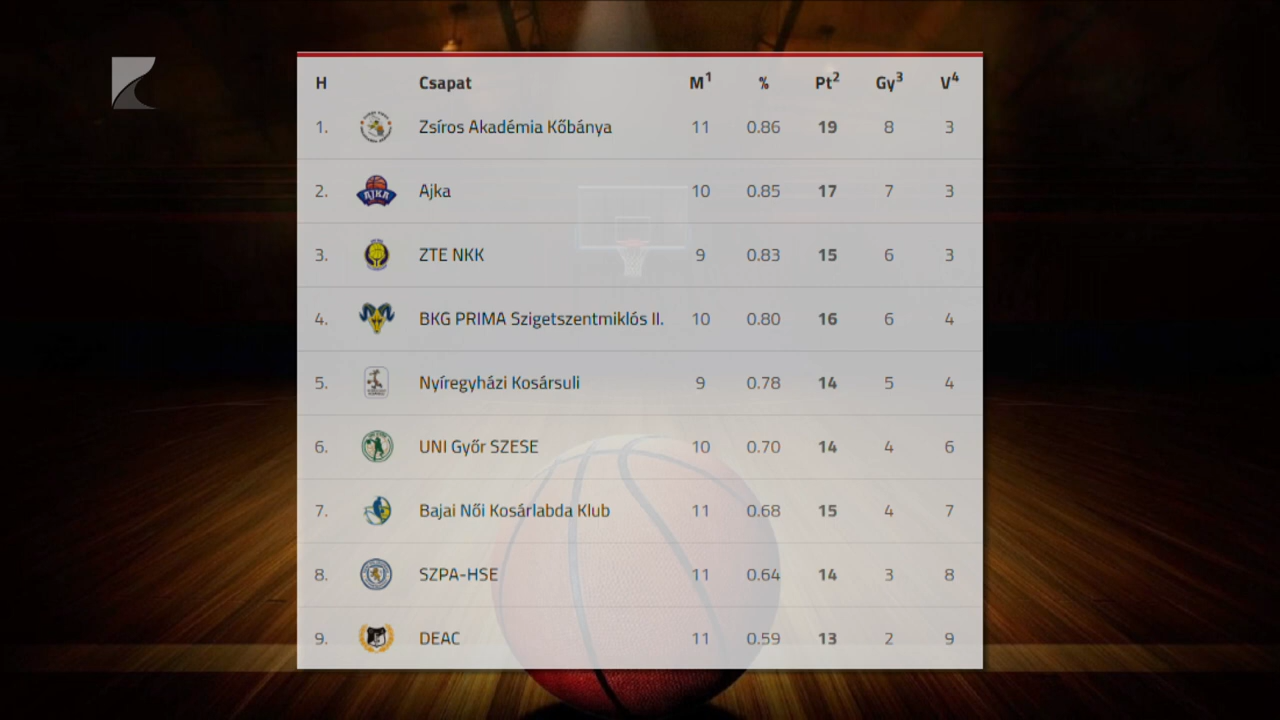 H Csapat M¹ % Pt² Gy³ V⁴
1. Zsíros Akadémia Kőbánya 11 0.86 19 8 3
2. AJKA Ajka 10 0.85 17 7 3
3. ZTE NKK 9 0.83 15 6 3
4. BKG PRIMA Szigetszentmiklós II. 10 0.80 16 6 4
5. Nyíregyházi Kosársuli 9 0.78 14 5 4
6. UNI Győr SZESE 10 0.70 14 4 6
7. Bajai Női Kosárlabda Klub 11 0.68 15 4 7
8. SZPA-HSE 11 0.64 14 3 8
9. DEAC 11 0.59 13 2 9